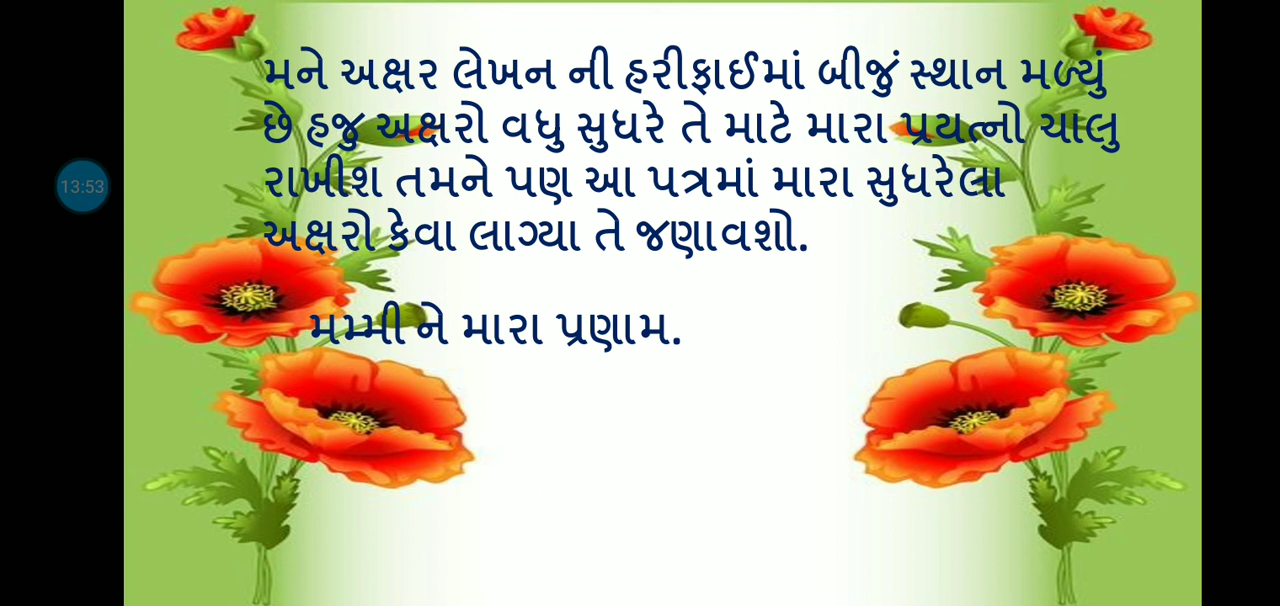 13:53
મને અક્ષર લેખન ની હરીફાઈમાં બીજું સ્થાન મળ્યું
છે હજુ અક્ષરો વધુ સુધરે તે માટે મારા પ્રયત્નો ચાલુ
રાખીશ તમને પણ આ પત્રમાં મારા સુધરેલા
અક્ષરો કેવા લાગ્યા તે જણાવશો.
મમ્મી ને મારા પ્રણામ.